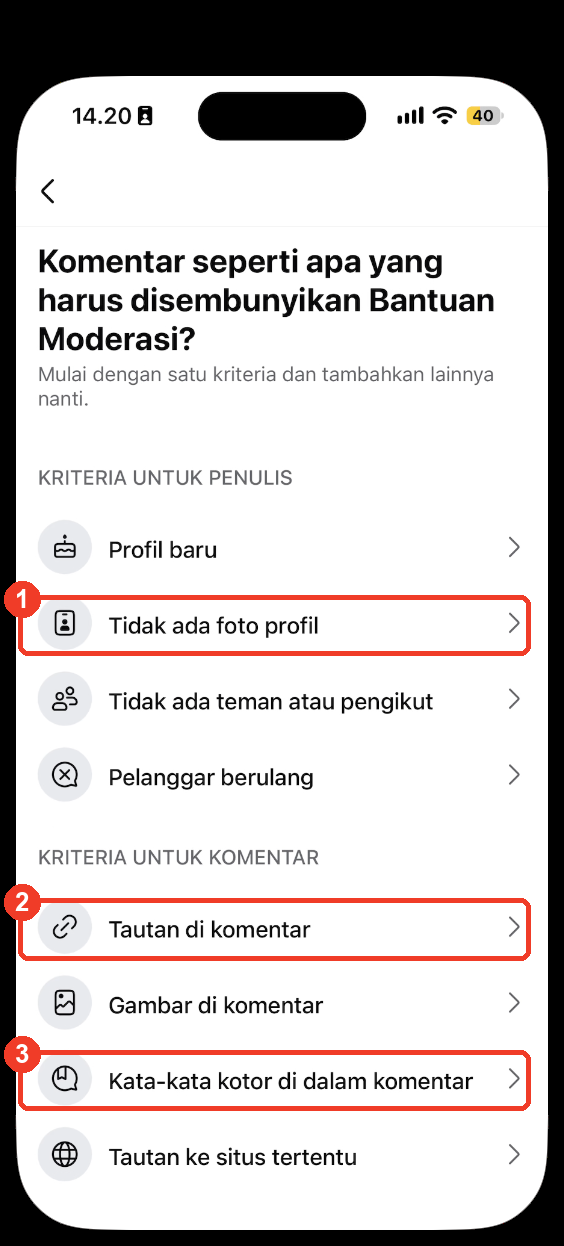 14.20
40
Komentar seperti apa yang
harus disembunyikan Bantuan
Moderasi?
Mulai dengan satu kriteria dan tambahkan lainnya
nanti.
KRITERIA UNTUK PENULIS
Profil baru
1
Tidak ada foto profil
Tidak ada teman atau pengikut
Pelanggar berulang
KRITERIA UNTUK KOMENTAR
2
Tautan di komentar
Gambar di komentar
3
Kata-kata kotor di dalam komentar
Tautan ke situs tertentu